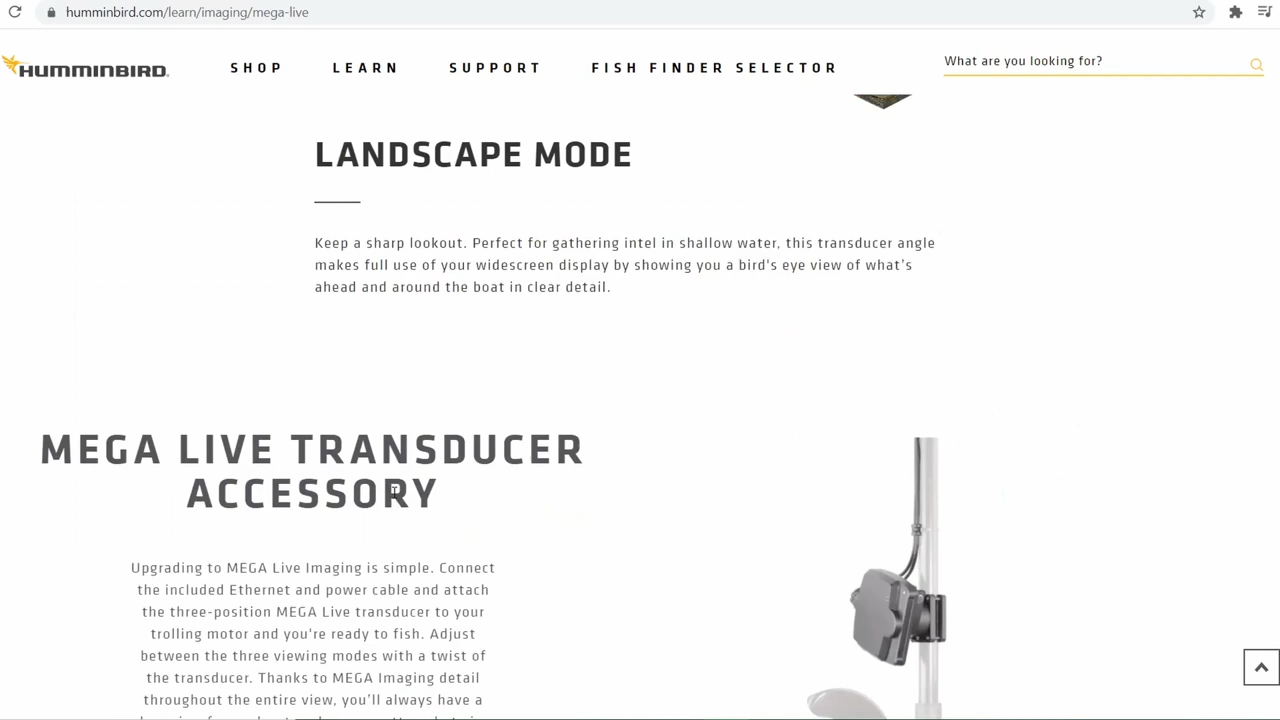 humminbird.com/learn/imaging/mega-live
HUMMINBIRD.
SHOP
LEARN
SUPPORT
FISH FINDER SELECTOR
What are you looking for?
LANDSCAPE MODE
Keep a sharp lookout. Perfect for gathering intel in shallow water, this transducer angle
makes full use of your widescreen display by showing you a bird's eye view of what’s
ahead and around the boat in clear detail.
MEGA LIVE TRANSDUCER
ACCESSORY
Upgrading to MEGA Live Imaging is simple. Connect
the included Ethernet and power cable and attach
the three-position MEGA Live transducer to your
trolling motor and you're ready to fish. Adjust
between the three viewing modes with a twist of
the transducer. Thanks to MEGA Imaging detail
throughout the entire view, you’ll always have a